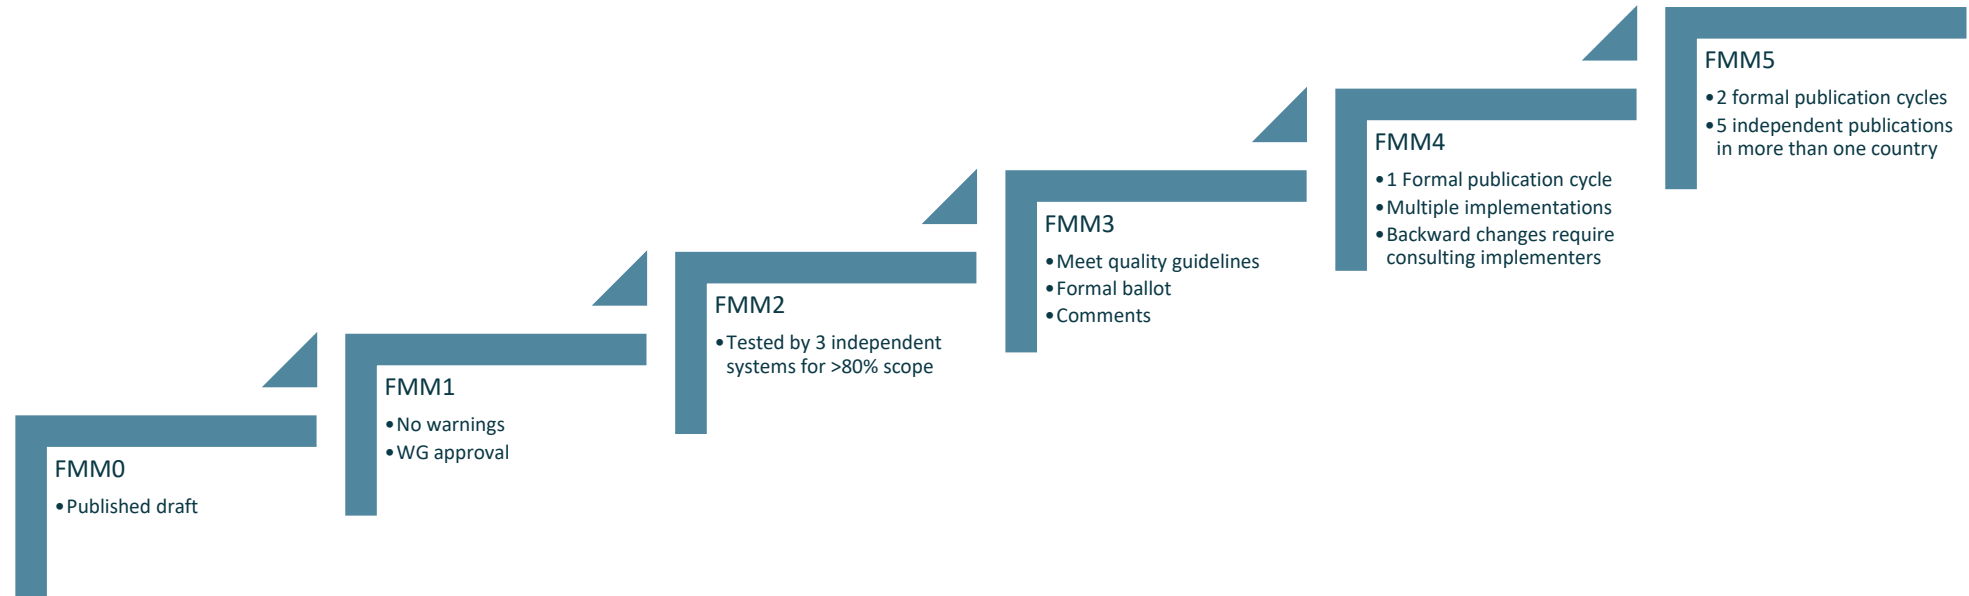 FMM0
•Published draft
FMM1
•No warnings
•WG approval
FMM2
•Tested by 3 independent
systems for >80% scope
FMM3
•Meet quality guidelines
•Formal ballot
•Comments
FMM4
•1 Formal publication cycle
•Multiple implementations
•Backward changes require
consulting implementers
FMM5
•2 formal publication cycles
•5 independent publications
in more than one country